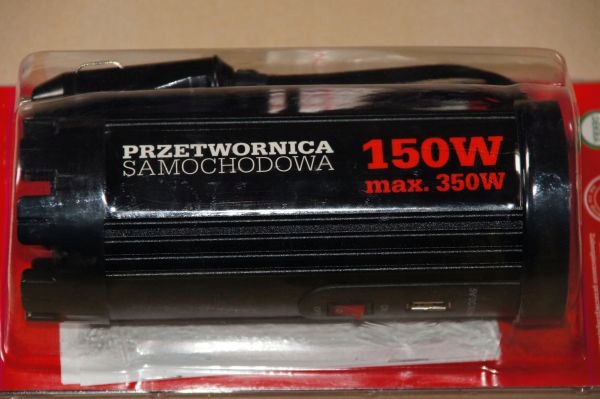 PRZETWORNICA
SAMOCHODOWA
150W
max. 350W